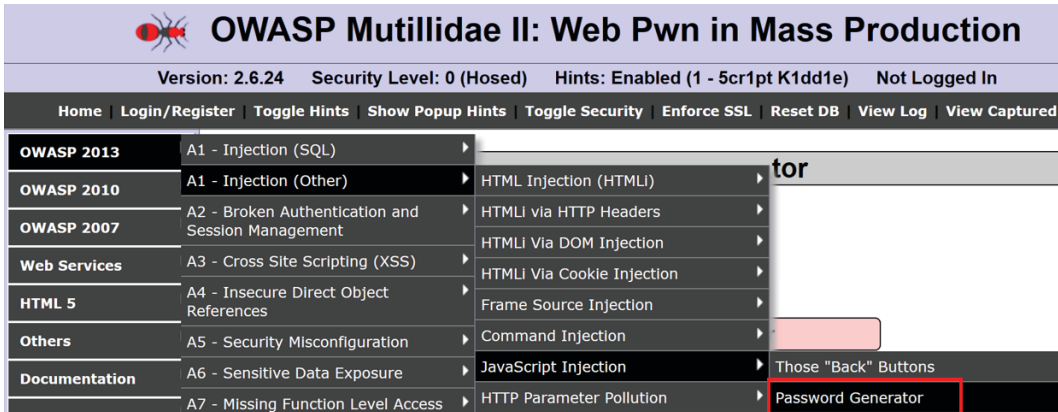 OWASP Mutillidae II: Web Pwn in Mass Production
Version: 2.6.24 Security Level: 0 (Hosed) Hints: Enabled (1 - 5cr1pt K1dd1e) Not Logged In
Home Login/Register Toggle Hints Show Popup Hints Toggle Security Enforce SSL Reset DB View Log View Captured
OWASP 2013
OWASP 2010
OWASP 2007
Web Services
HTML 5
Others
Documentation
A1 - Injection (SQL)
A1 - Injection (Other)
A2 - Broken Authentication and
Session Management
A3 - Cross Site Scripting (XSS)
A4 - Insecure Direct Object
References
A5 - Security Misconfiguration
A6 - Sensitive Data Exposure
A7 - Missing Function Level Access
HTML Injection (HTMLi)
HTMLi via HTTP Headers
HTMLi Via DOM Injection
HTMLi Via Cookie Injection
Frame Source Injection
Command Injection
JavaScript Injection
HTTP Parameter Pollution
tor
Those "Back" Buttons
Password Generator